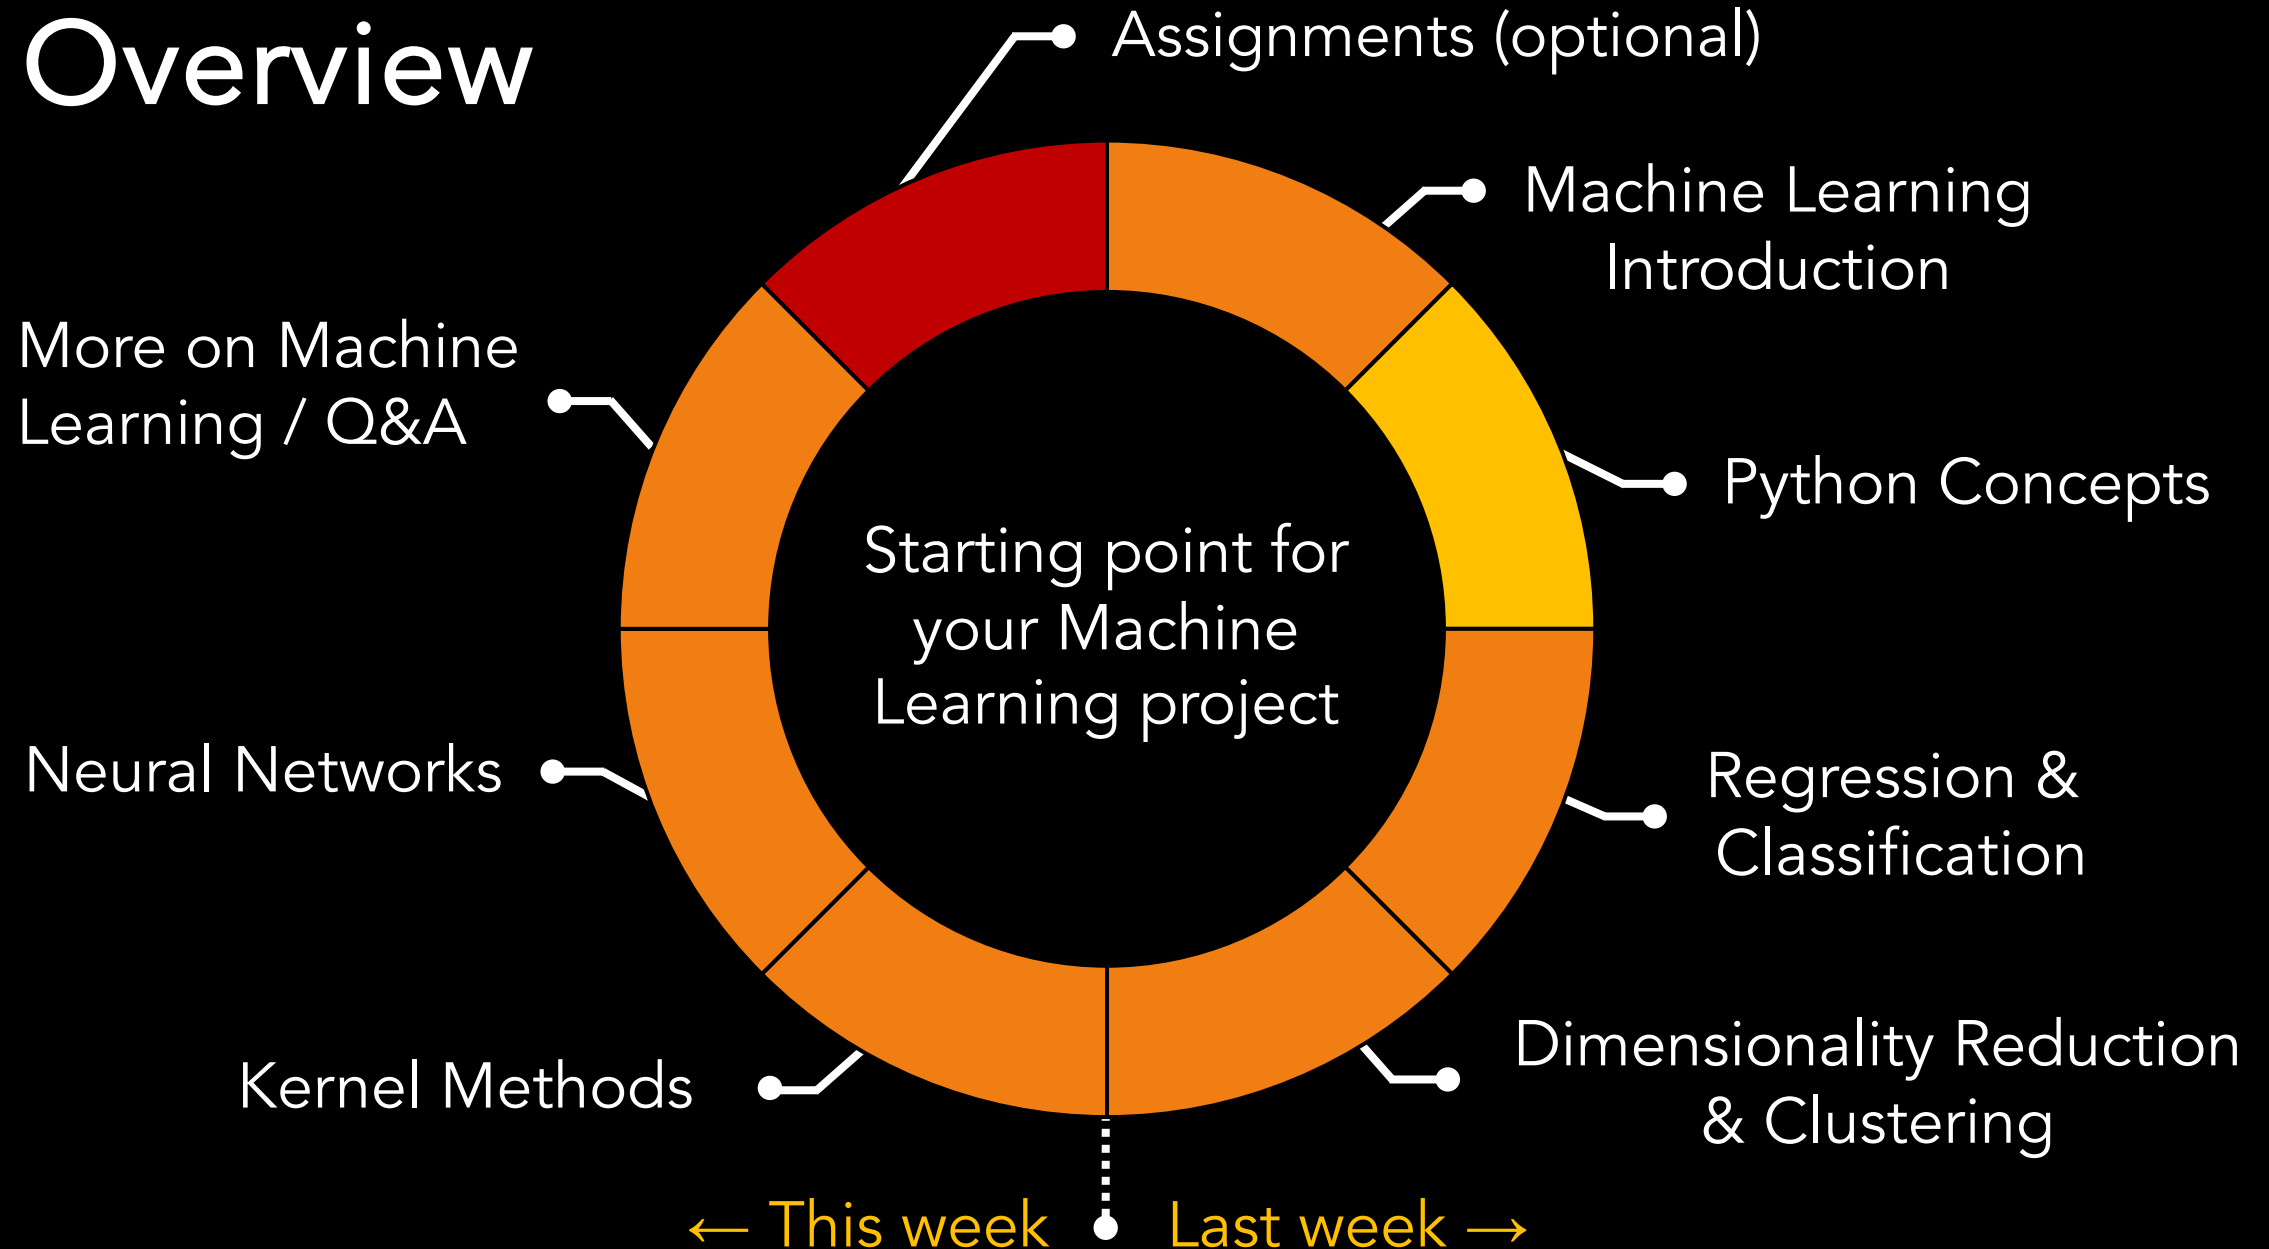 Overview
Assignments (optional)
Machine Learning
Introduction
Python Concepts
Regression &
Classification
Dimensionality Reduction
& Clustering
Last week →
← This week
Kernel Methods
Neural Networks
More on Machine
Learning / Q&A
Starting point for
your Machine
Learning project